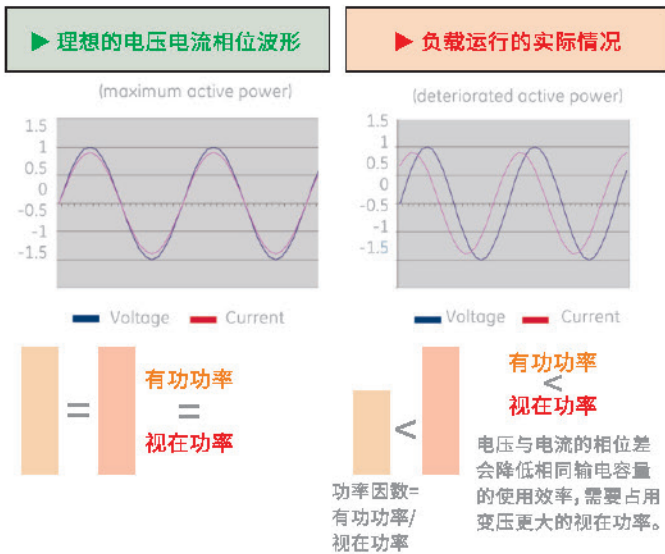 ▶ 理想的电压电流相位波形
(maximum active power)
1.5
1
0.5
0
-0.5
-1
-1.5
Voltage
Current
=
有功功率
=
视在功率
▶ 负载运行的实际情况
(deteriorated active power)
1.5
1
0.5
0
-0.5
-1
-1.5
Voltage
Current
<
有功功率
<
视在功率
功率因数=
有功功率/
视在功率
电压与电流的相位差
会降低相同输电容量
的使用效率,需要占用
变压更大的视在功率。